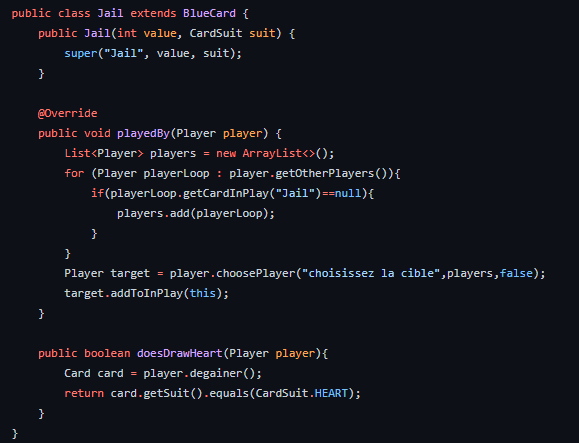 public class Jail extends BlueCard {
    public Jail(int value, CardSuit suit) {
        super("Jail", value, suit);
    }

    @Override
    public void playedBy(Player player) {
        List<Player> players = new ArrayList<>();
        for (Player playerLoop : player.getOtherPlayers()){
            if(playerLoop.getCardInPlay("Jail")==null){
                players.add(playerLoop);
            }
        }
        Player target = player.choosePlayer("choisissez la cible",players,false);
        target.addToInPlay(this);
    }

    public boolean doesDrawHeart(Player player){
        Card card = player.degainer();
        return card.getSuit().equals(CardSuit.HEART);
    }
}